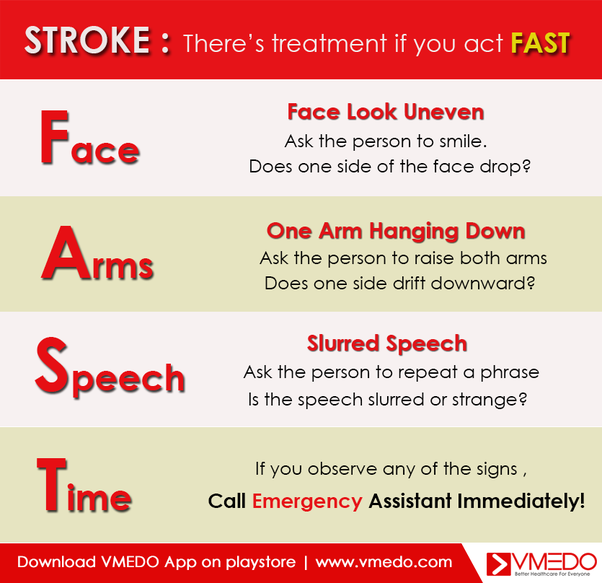 STROKE : There's treatment if you act FAST
Face
Face Look Uneven
Ask the person to smile.
Does one side of the face drop?
Arms
One Arm Hanging Down
Ask the person to raise both arms
Does one side drift downward?
Speech
Slurred Speech
Ask the person to repeat a phrase
Is the speech slurred or strange?
Time
If you observe any of the signs ,
Call Emergency Assistant Immediately!
Download VMEDO App on playstore | www.vmedo.com
VMEDO
Better Healthcare For Everyone